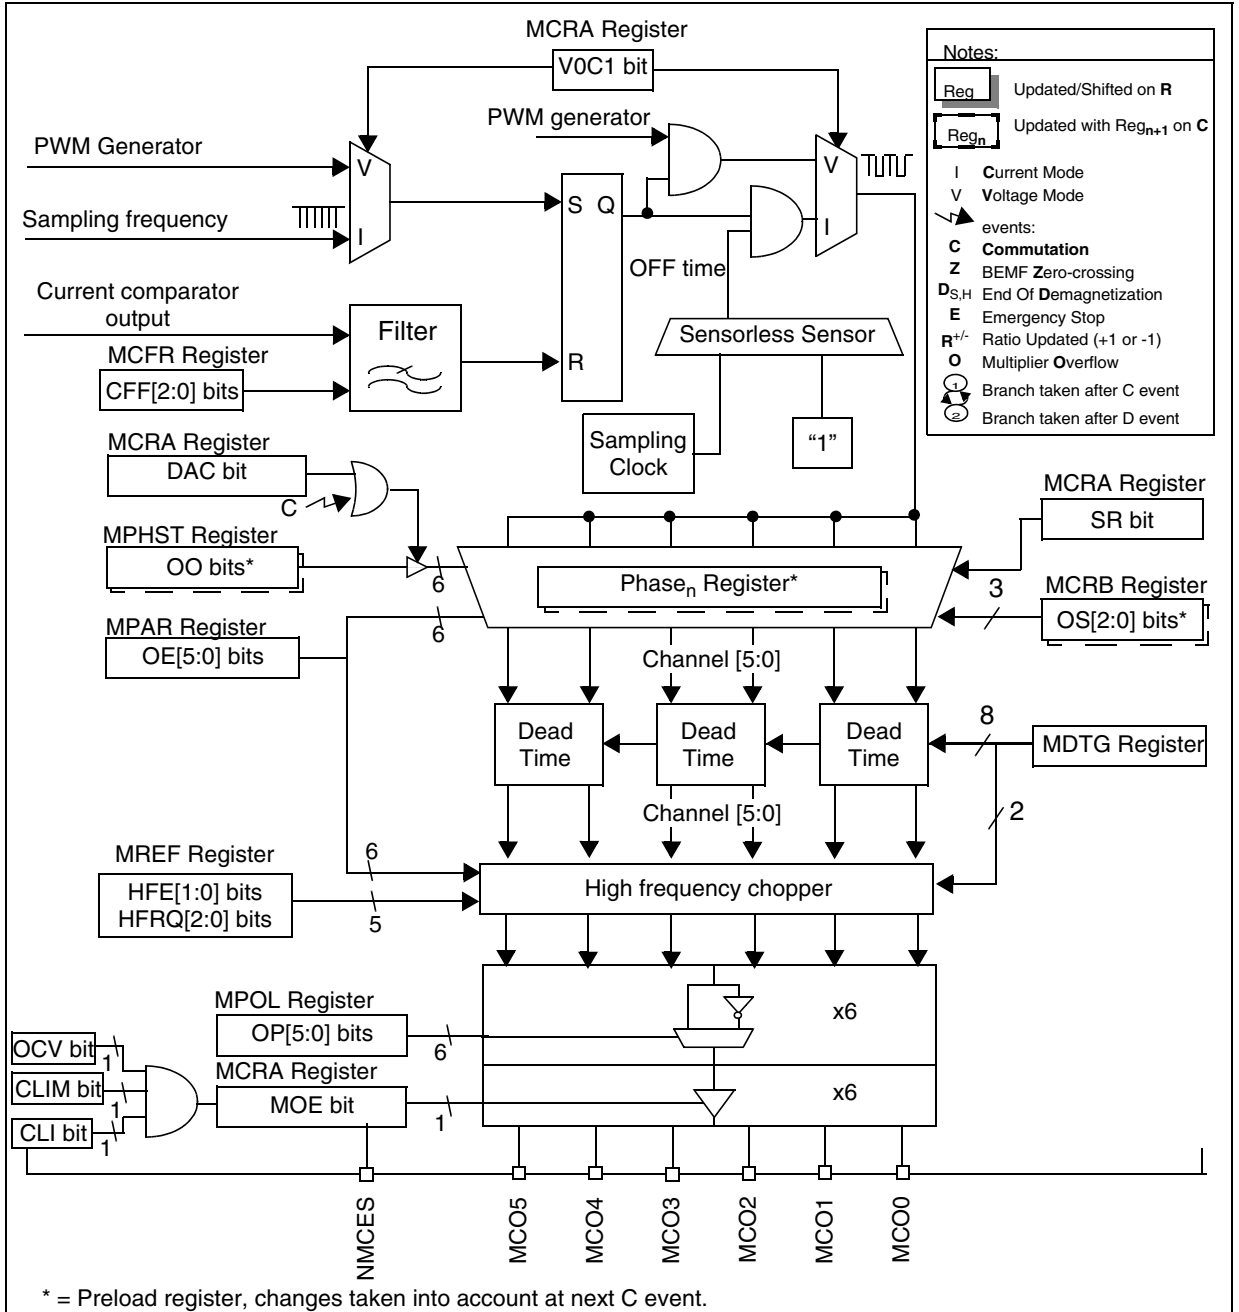 MCRA Register
V0C1 bit
PWM generator
PWM Generator
V
Sampling frequency
I
S Q
R
V
I
OFF time
Current comparator
output
Filter
MCFR Register
CFF[2:0] bits
Sensorless Sensor
Sampling
Clock
“1”
Notes:
Reg
Updated/Shifted on R
Regn
Updated with Regn+1 on C
I Current Mode
V Voltage Mode
events:
C Commutation
Z BEMF Zero-crossing
DS,H End Of Demagnetization
E Emergency Stop
R+/- Ratio Updated (+1 or -1)
O Multiplier Overflow
1
Branch taken after C event
2
Branch taken after D event
MCRA Register
DAC bit
C
MPHST Register
OO bits*
6
Phasen Register*
MCRA Register
SR bit
3
MCRB Register
OS[2:0] bits*
MPAR Register
OE[5:0] bits
6
Channel [5:0]
Dead
Time
Dead
Time
Dead
Time
8
MDTG Register
2
Channel [5:0]
MREF Register
HFE[1:0] bits
HFRQ[2:0] bits
6
5
High frequency chopper
MPOL Register
OP[5:0] bits
6
x6
OCV bit
1
CLIM bit
1
CLI bit
1
MCRA Register
MOE bit
1
x6
NMCES
MCO5
MCO4
MCO3
MCO2
MCO1
MCO0
* = Preload register, changes taken into account at next C event.